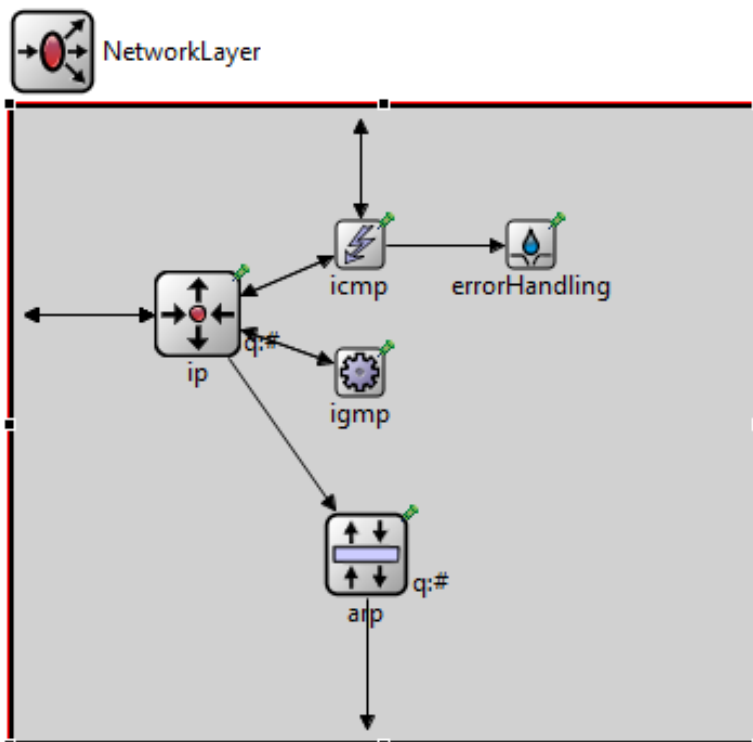 NetworkLayer
icmp
errorHandling
q:#
ip
igmp
q:#
arp